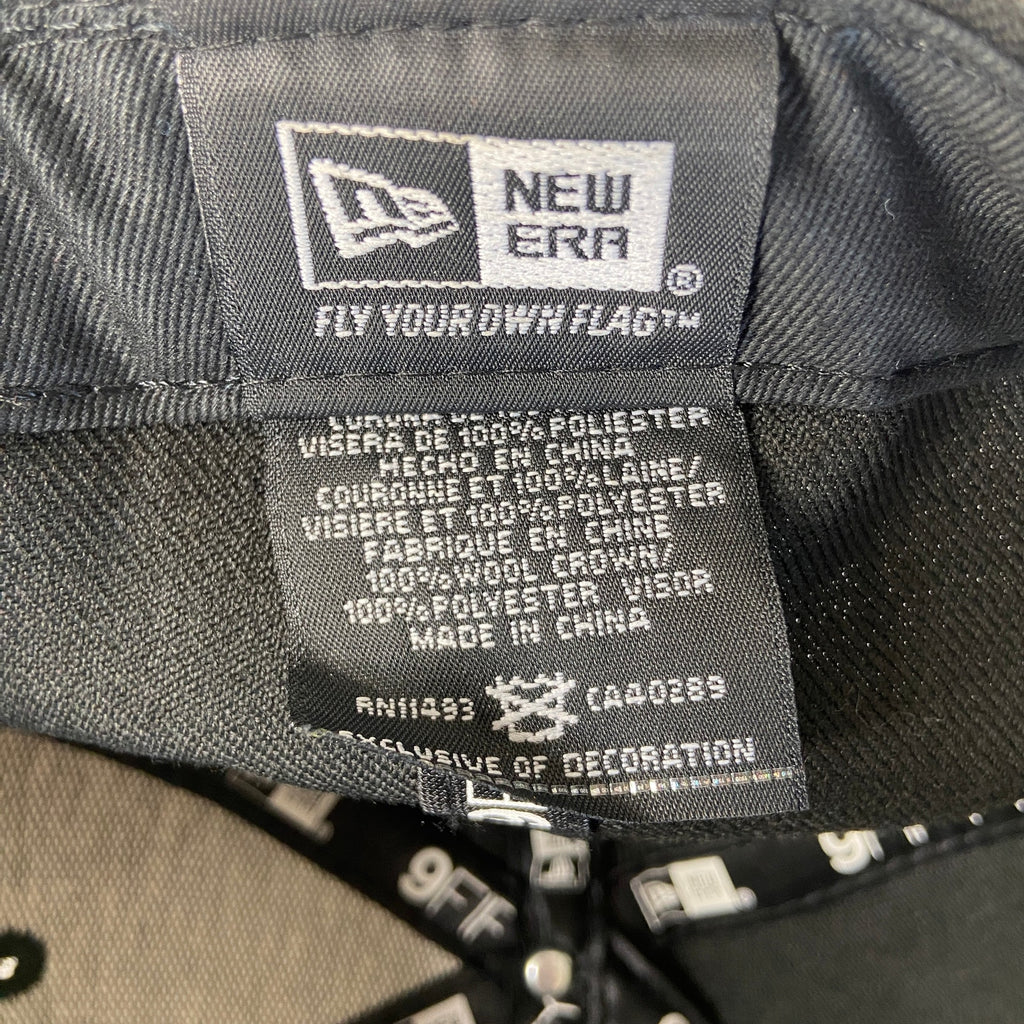 NEW
ERA
®
FLY YOUR OWN FLAG™
VISERA DE 100% POLIESTER
HECHO EN CHINA
COURONNE ET 100% LAINE/
VISIERE ET 100% POLYESTER
FABRIQUE EN CHINE
100% WOOL CROWN/
100% POLYESTER VISOR
MADE IN CHINA
RN11493 CA40389
EXCLUSIVE OF DECORATION
9FF